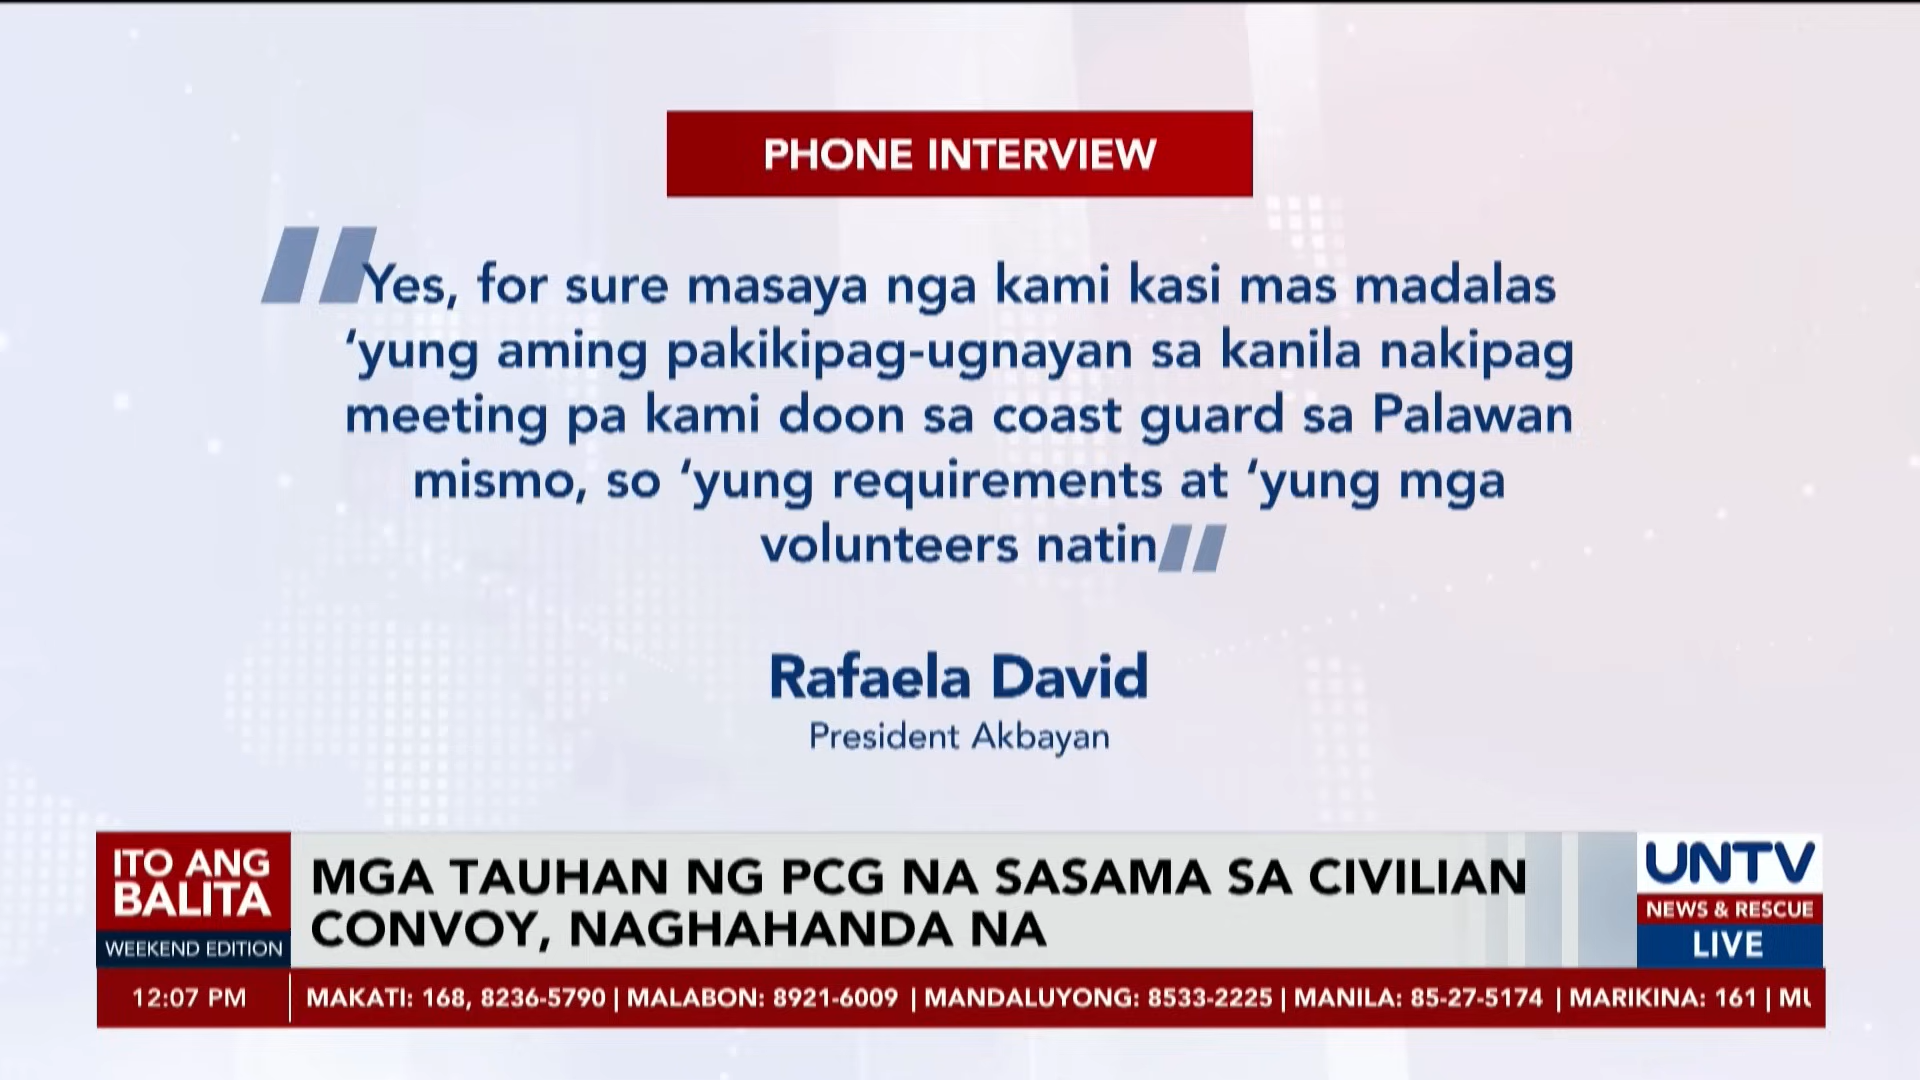 PHONE INTERVIEW
Yes, for sure masaya nga kami kasi mas madalas
‘yung aming pakikipag-ugnayan sa kanila nakipag
meeting pa kami doon sa coast guard sa Palawan
mismo, so ‘yung requirements at ‘yung mga
volunteers natin
Rafaela David
President Akbayan
ITO ANG
BALITA
WEEKEND EDITION
MGA TAUHAN NG PCG NA SASAMA SA CIVILIAN
CONVOY, NAGHAHANDA NA
UNTV
NEWS & RESCUE
LIVE
12:07 PM
MAKATI: 168, 8236-5790 | MALABON: 8921-6009 | MANDALUYONG: 8533-2225 | MANILA: 85-27-5174 | MARIKINA: 161 |